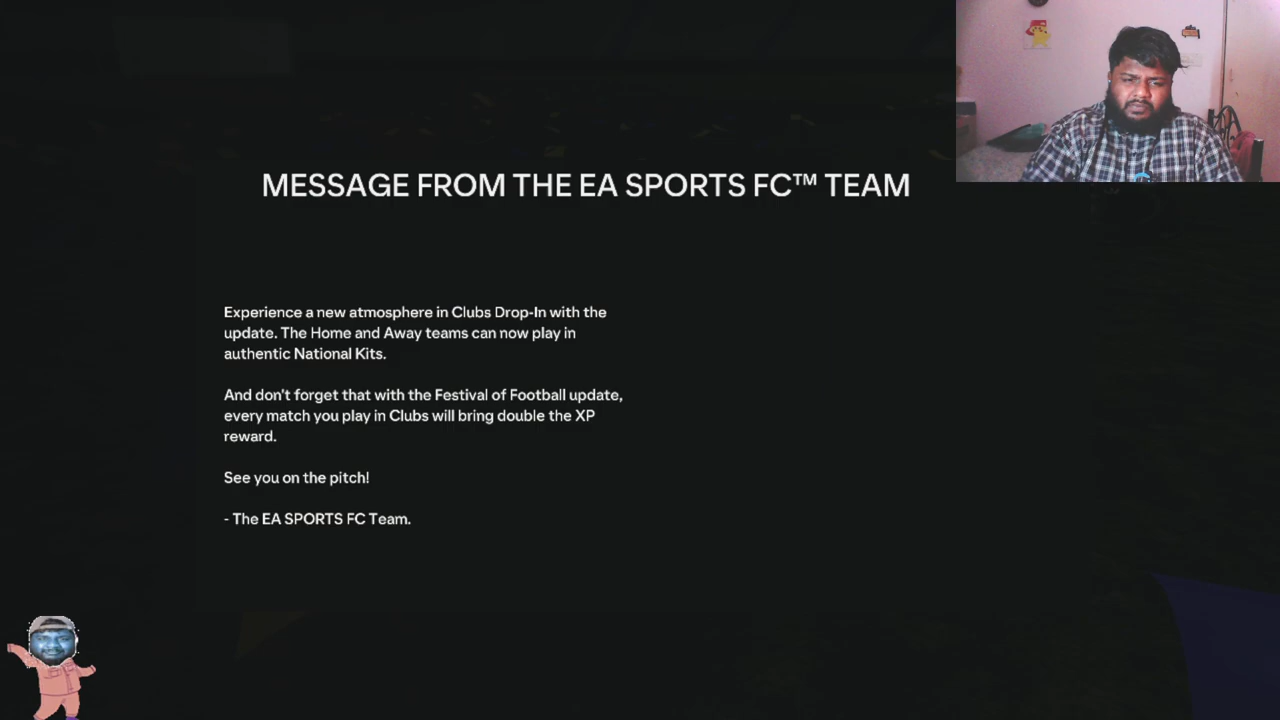 MESSAGE FROM THE EA SPORTS FC™ TEAM
Experience a new atmosphere in Clubs Drop-In with the
update. The Home and Away teams can now play in
authentic National Kits.
And don't forget that with the Festival of Football update,
every match you play in Clubs will bring double the XP
reward.
See you on the pitch!
- The EA SPORTS FC Team.